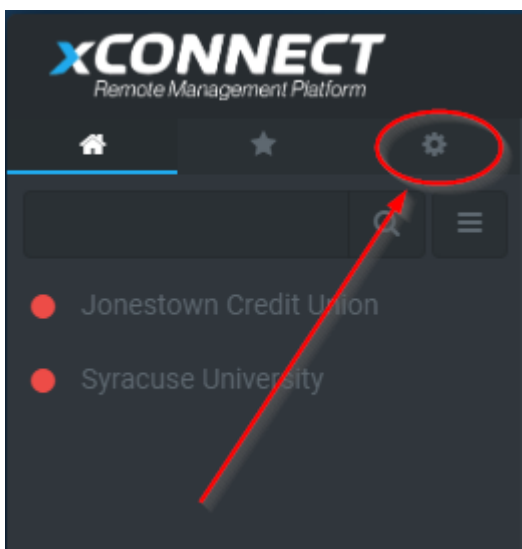 xCONNECT
Remote Management Platform
Jonestown Credit Union
Syracuse University